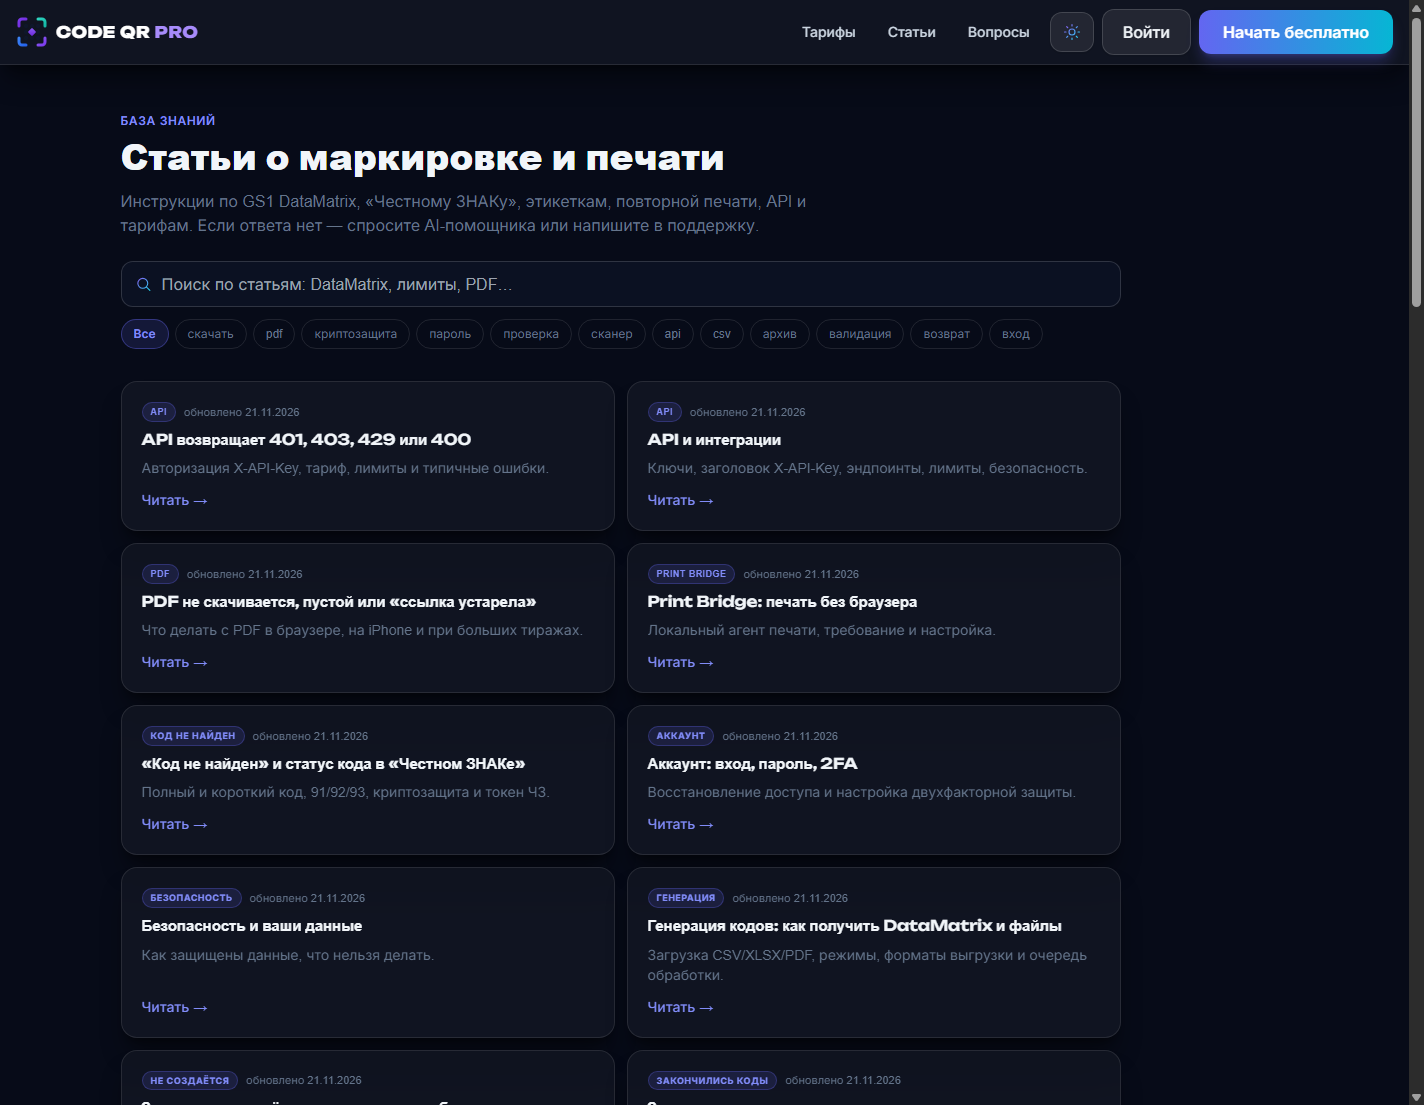 CODE QR PRO
Тарифы
Статьи
Вопросы
Войти
Начать бесплатно
БАЗА ЗНАНИЙ
Статьи о маркировке и печати
Инструкции по GS1 DataMatrix, «Честному ЗНАКу», этикеткам, повторной печати, API и
тарифам. Если ответа нет — спросите AI-помощника или напишите в поддержку.
Поиск по статьям: DataMatrix, лимиты, PDF…
Все
скачать
pdf
криптозащита
пароль
проверка
сканер
api
csv
архив
валидация
возврат
вход
API обновлено 21.11.2026
API возвращает 401, 403, 429 или 400
Авторизация X-API-Key, тариф, лимиты и типичные ошибки.
Читать →
API обновлено 21.11.2026
API и интеграции
Ключи, заголовок X-API-Key, эндпоинты, лимиты, безопасность.
Читать →
PDF обновлено 21.11.2026
PDF не скачивается, пустой или «ссылка устарела»
Что делать с PDF в браузере, на iPhone и при больших тиражах.
Читать →
PRINT BRIDGE обновлено 21.11.2026
Print Bridge: печать без браузера
Локальный агент печати, требование и настройка.
Читать →
КОД НЕ НАЙДЕН обновлено 21.11.2026
«Код не найден» и статус кода в «Честном ЗНАКе»
Полный и короткий код, 91/92/93, криптозащита и токен ЧЗ.
Читать →
АККАУНТ обновлено 21.11.2026
Аккаунт: вход, пароль, 2FA
Восстановление доступа и настройка двухфакторной защиты.
Читать →
БЕЗОПАСНОСТЬ обновлено 21.11.2026
Безопасность и ваши данные
Как защищены данные, что нельзя делать.
Читать →
ГЕНЕРАЦИЯ обновлено 21.11.2026
Генерация кодов: как получить DataMatrix и файлы
Загрузка CSV/XLSX/PDF, режимы, форматы выгрузки и очередь
обработки.
Читать →
НЕ СОЗДАЁТСЯ обновлено 21.11.2026
ЗАКОНЧИЛИСЬ КОДЫ обновлено 21.11.2026